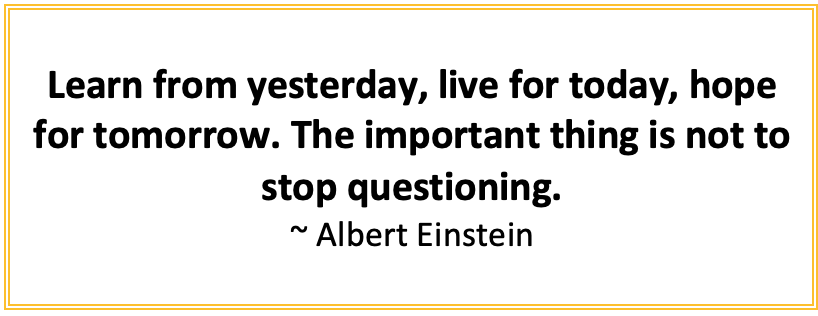 Learn from yesterday, live for today, hope
for tomorrow. The important thing is not to
stop questioning.
~ Albert Einstein